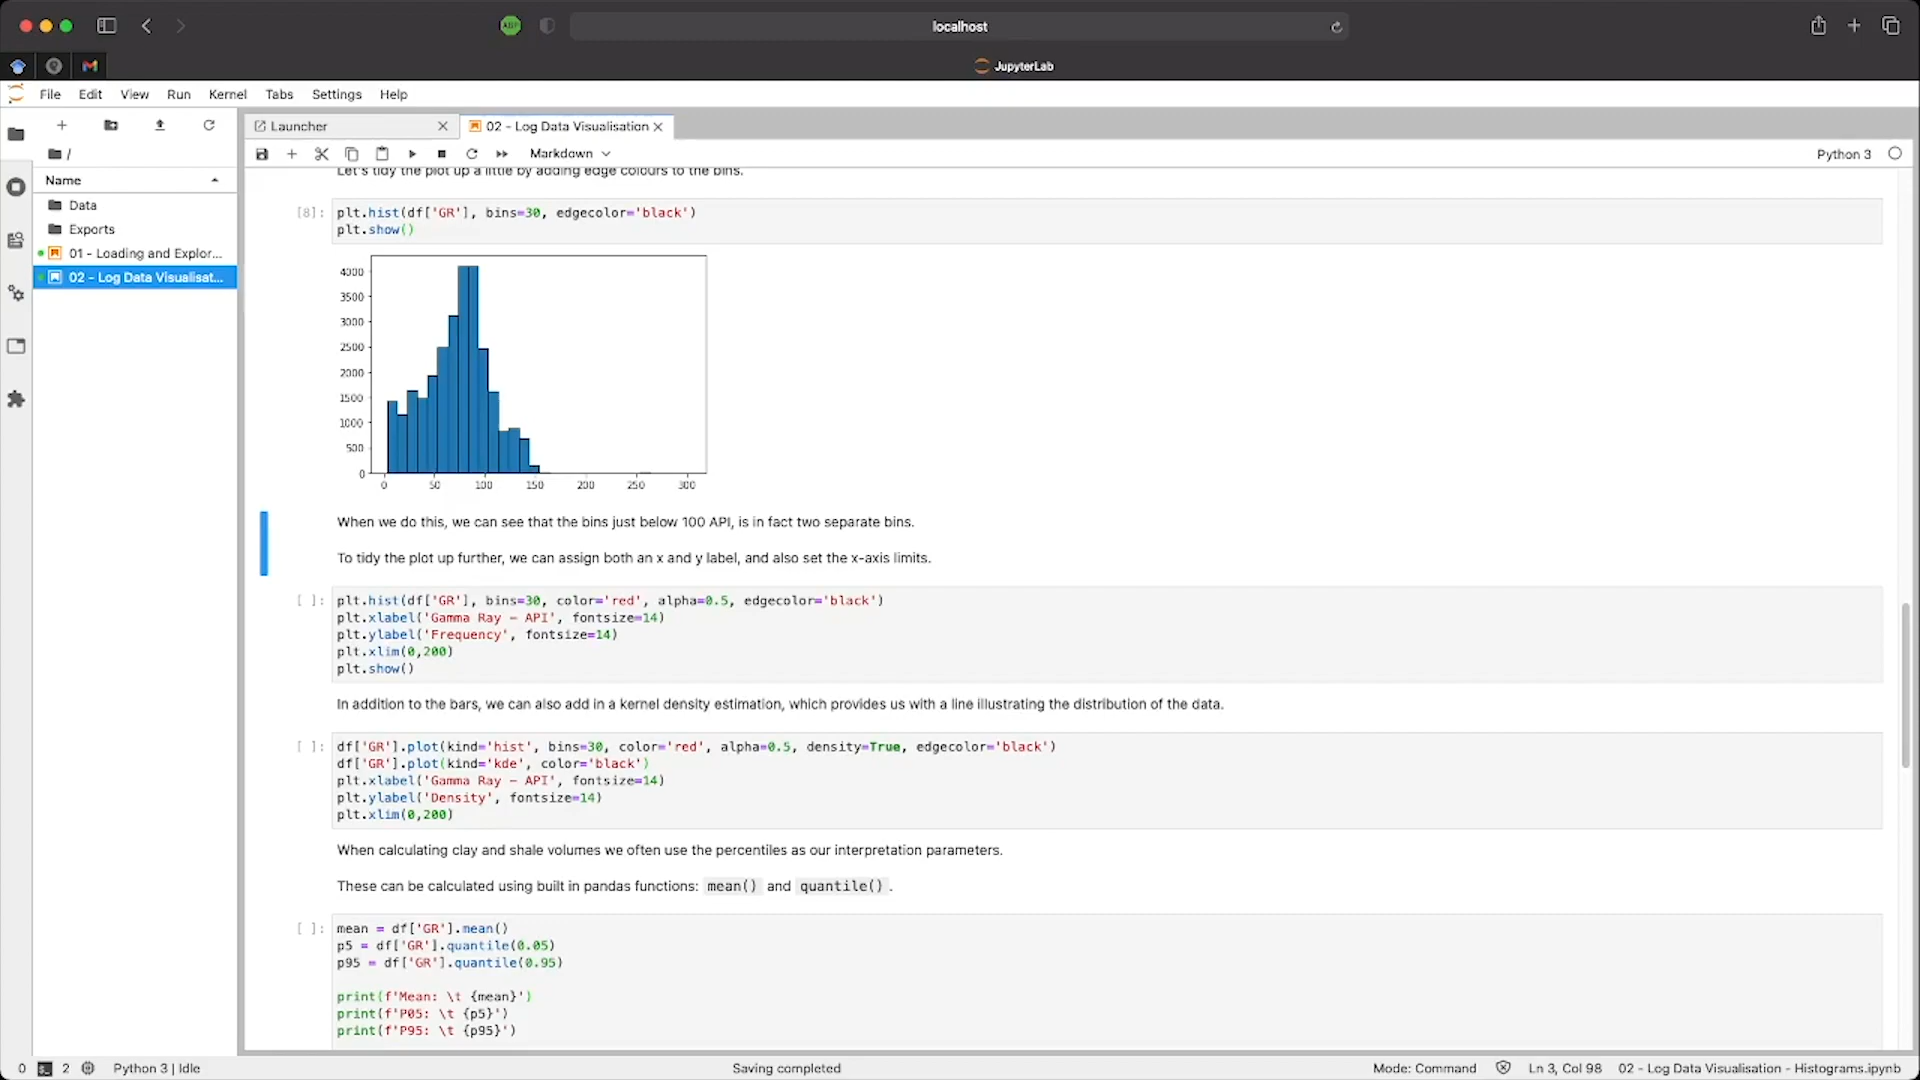 localhost
JupyterLab
File Edit View Run Kernel Tabs Settings Help
Launcher
02 - Log Data Visualisation
/
Markdown
Python 3
Name
Data
Exports
01 - Loading and Explor...
02 - Log Data Visualisat...
Let's tidy the plot up a little by adding edge colours to the bins.
[8]: plt.hist(df['GR'], bins=30, edgecolor='black')
plt.show()
4000
3500
3000
2500
2000
1500
1000
500
0
0 50 100 150 200 250 300
When we do this, we can see that the bins just below 100 API, is in fact two separate bins.
To tidy the plot up further, we can assign both an x and y label, and also set the x-axis limits.
[ ]: plt.hist(df['GR'], bins=30, color='red', alpha=0.5, edgecolor='black')
plt.xlabel('Gamma Ray - API', fontsize=14)
plt.ylabel('Frequency', fontsize=14)
plt.xlim(0,200)
plt.show()
In addition to the bars, we can also add in a kernel density estimation, which provides us with a line illustrating the distribution of the data.
[ ]: df['GR'].plot(kind='hist', bins=30, color='red', alpha=0.5, density=True, edgecolor='black')
df['GR'].plot(kind='kde', color='black')
plt.xlabel('Gamma Ray - API', fontsize=14)
plt.ylabel('Density', fontsize=14)
plt.xlim(0,200)
When calculating clay and shale volumes we often use the percentiles as our interpretation parameters.
These can be calculated using built in pandas functions: mean() and quantile() .
[ ]: mean = df['GR'].mean()
p5 = df['GR'].quantile(0.05)
p95 = df['GR'].quantile(0.95)
print(f'Mean: \t {mean}')
print(f'P05: \t {p5}')
print(f'P95: \t {p95}')
0 2 Python 3 | Idle
Saving completed
Mode: Command
Ln 3, Col 98
02 - Log Data Visualisation - Histograms.ipynb